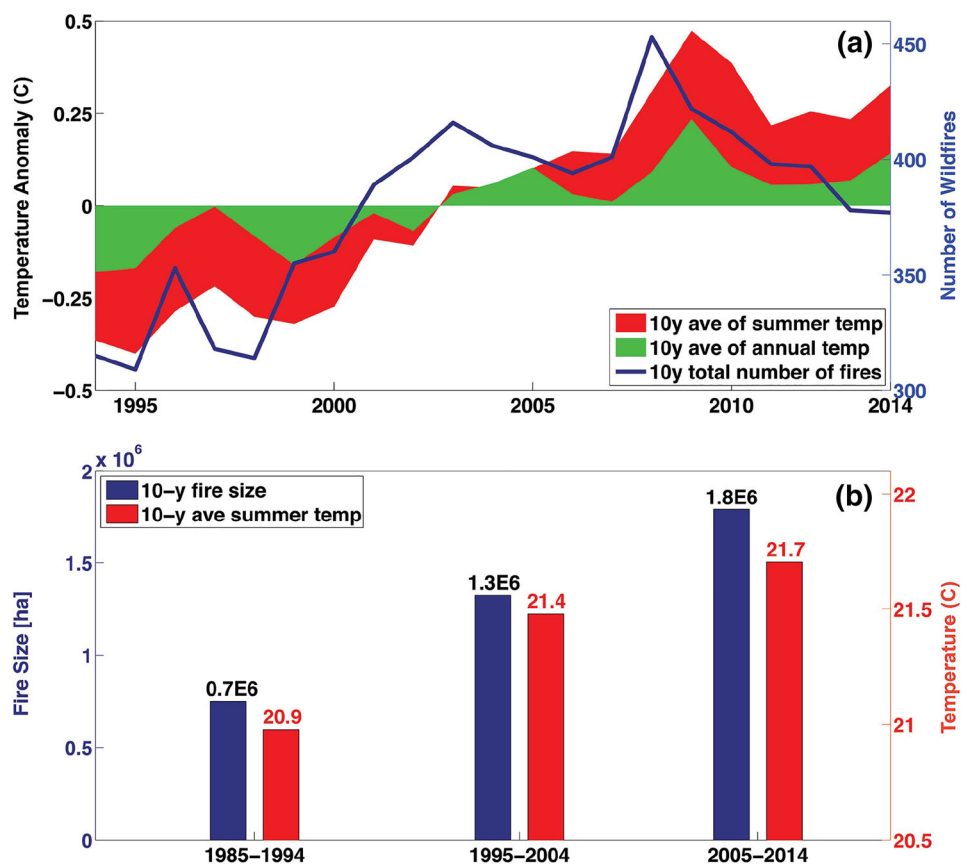 (a)
Temperature Anomaly (C)
0.5
0.25
0
−0.25
−0.5
450
400
350
300
Number of Wildfires
10y ave of summer temp
10y ave of annual temp
10y total number of fires
1995
2000
2005
2010
2014
x 10^6
(b)
Fire Size [ha]
2
1.5
1
0.5
0
10−y fire size
10−y ave summer temp
0.7E6
20.9
1.3E6
21.4
1.8E6
21.7
22
21.5
21
20.5
Temperature (C)
1985−1994
1995−2004
2005−2014